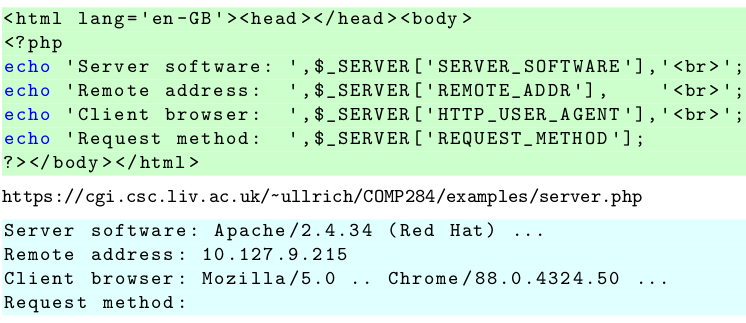 <html lang='en-GB'><head></head><body>
<?php
echo 'Server software: ',$_SERVER['SERVER_SOFTWARE'],'<br>';
echo 'Remote address:  ',$_SERVER['REMOTE_ADDR'],    '<br>';
echo 'Client browser:  ',$_SERVER['HTTP_USER_AGENT'],'<br>';
echo 'Request method:  ',$_SERVER['REQUEST_METHOD'];
?></body></html>
https://cgi.csc.liv.ac.uk/~ullrich/COMP284/examples/server.php
Server software: Apache/2.4.34 (Red Hat) ...
Remote address: 10.127.9.215
Client browser: Mozilla/5.0 .. Chrome/88.0.4324.50 ...
Request method: